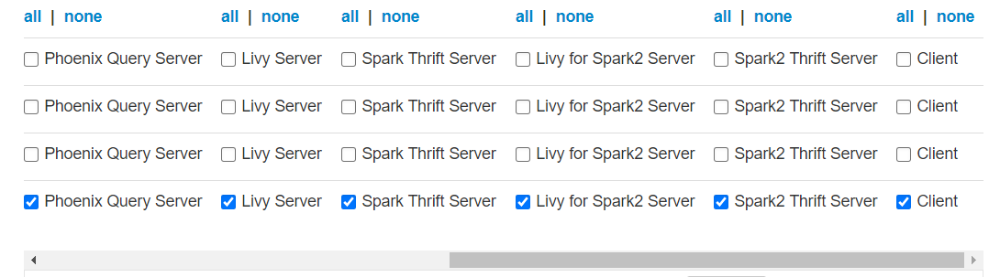 all | none all | none all | none all | none all | none all | none
Phoenix Query Server Livy Server Spark Thrift Server Livy for Spark2 Server Spark2 Thrift Server Client
Phoenix Query Server Livy Server Spark Thrift Server Livy for Spark2 Server Spark2 Thrift Server Client
Phoenix Query Server Livy Server Spark Thrift Server Livy for Spark2 Server Spark2 Thrift Server Client
Phoenix Query Server Livy Server Spark Thrift Server Livy for Spark2 Server Spark2 Thrift Server Client